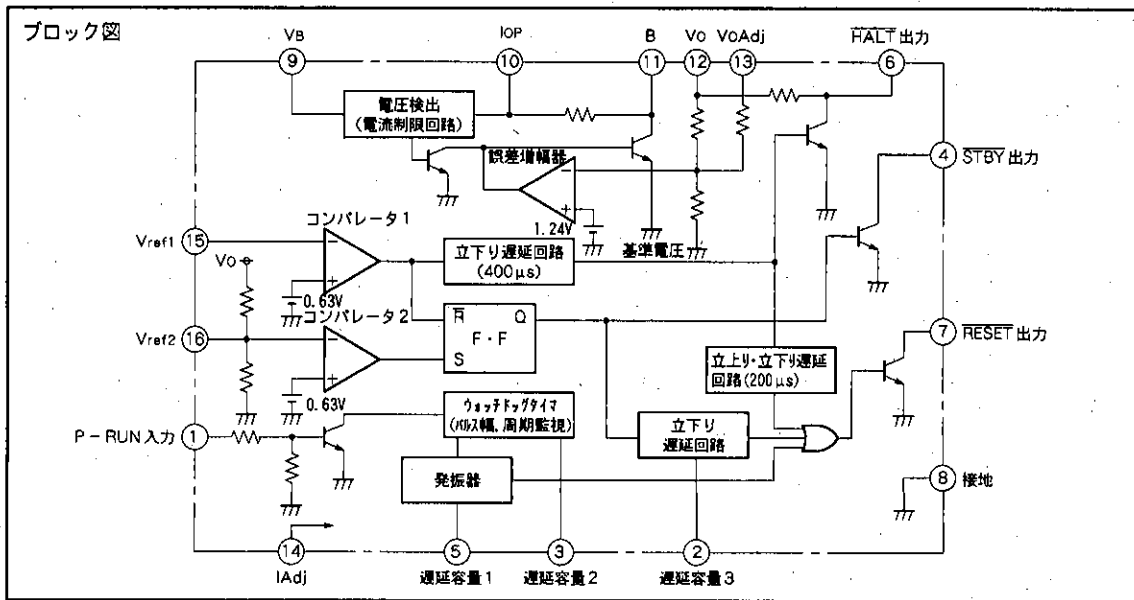 ブロック図
VB
IOP
B
VO
VOAdj
HALT出力
9
10
11
12
13
6
電圧検出
(電流制限回路)
誤差増幅器
4
STBY出力
1.24V
基準電圧
コンパレータ1
Vref1
15
VO
立下り遅延回路
(400μs)
0.63V
コンパレータ2
Vref2
16
R
Q
F・F
S
0.63V
立上り・立下り遅延
回路(200μs)
7
RESET出力
ウォッチドッグタイマ
(パルス幅、周期監視)
P-RUN入力
1
立下り
遅延回路
発振器
8
接地
14
5
3
2
IAdj
遅延容量1
遅延容量2
遅延容量3